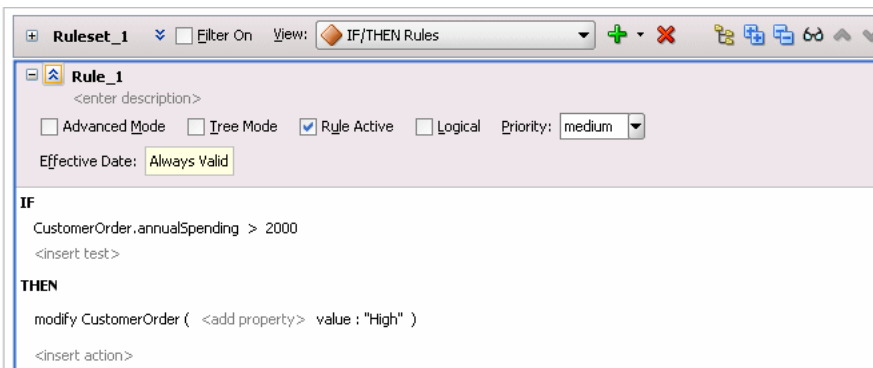 Ruleset_1 Filter On View: IF/THEN Rules
Rule_1
<enter description>
Advanced Mode Tree Mode Rule Active Logical Priority: medium
Effective Date: Always Valid
IF
CustomerOrder.annualSpending > 2000
<insert test>
THEN
modify CustomerOrder ( <add property> value : "High" )
<insert action>